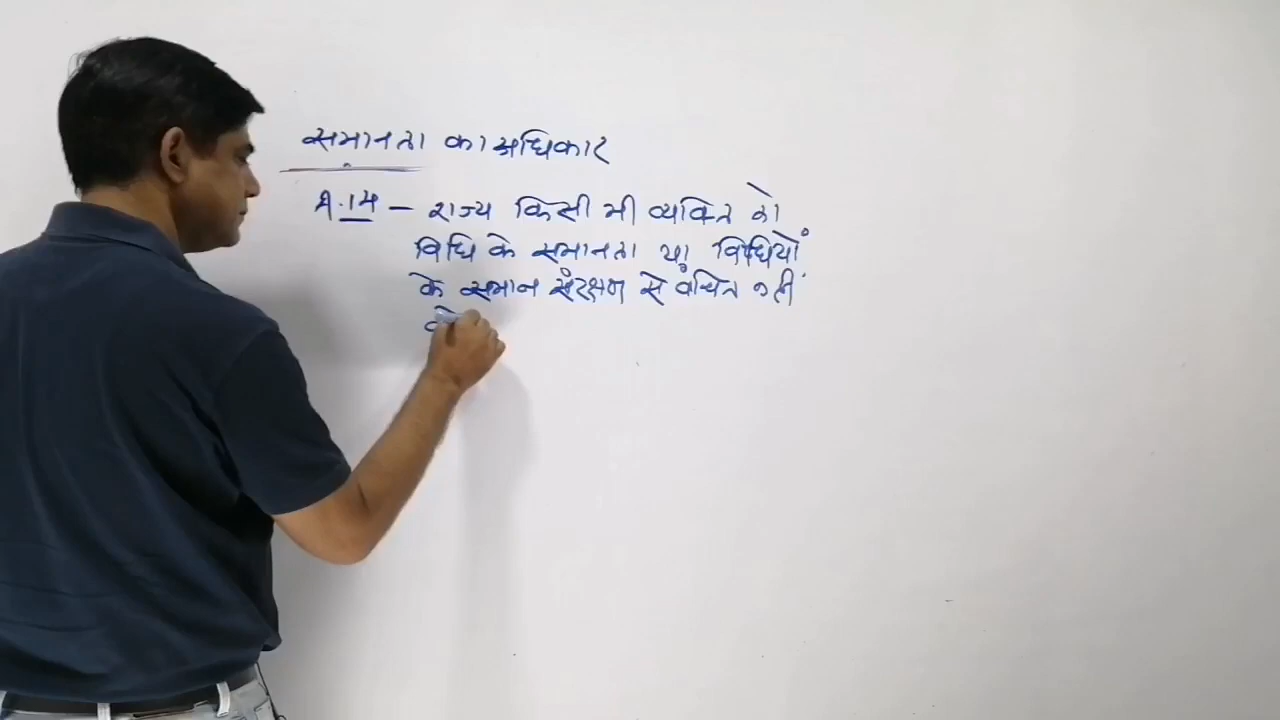 समानता का अधिकार
A.14 – राज्य किसी भी व्यक्ति को
विधि के समानता या विधियों
के समान संरक्षण से वंचित नहीं